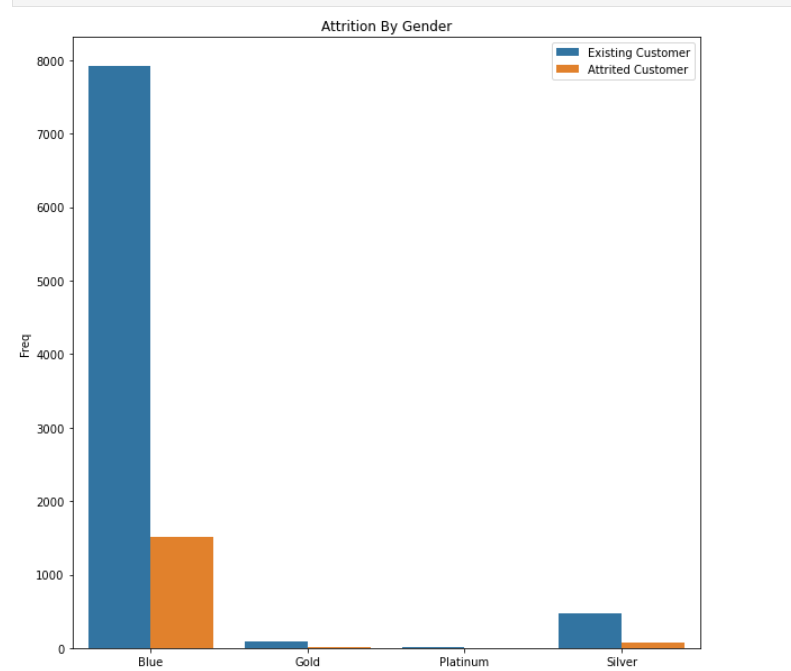 Attrition By Gender
Existing Customer
Attrited Customer
8000
7000
6000
5000
4000
3000
2000
1000
0
Freq
Blue Gold Platinum Silver